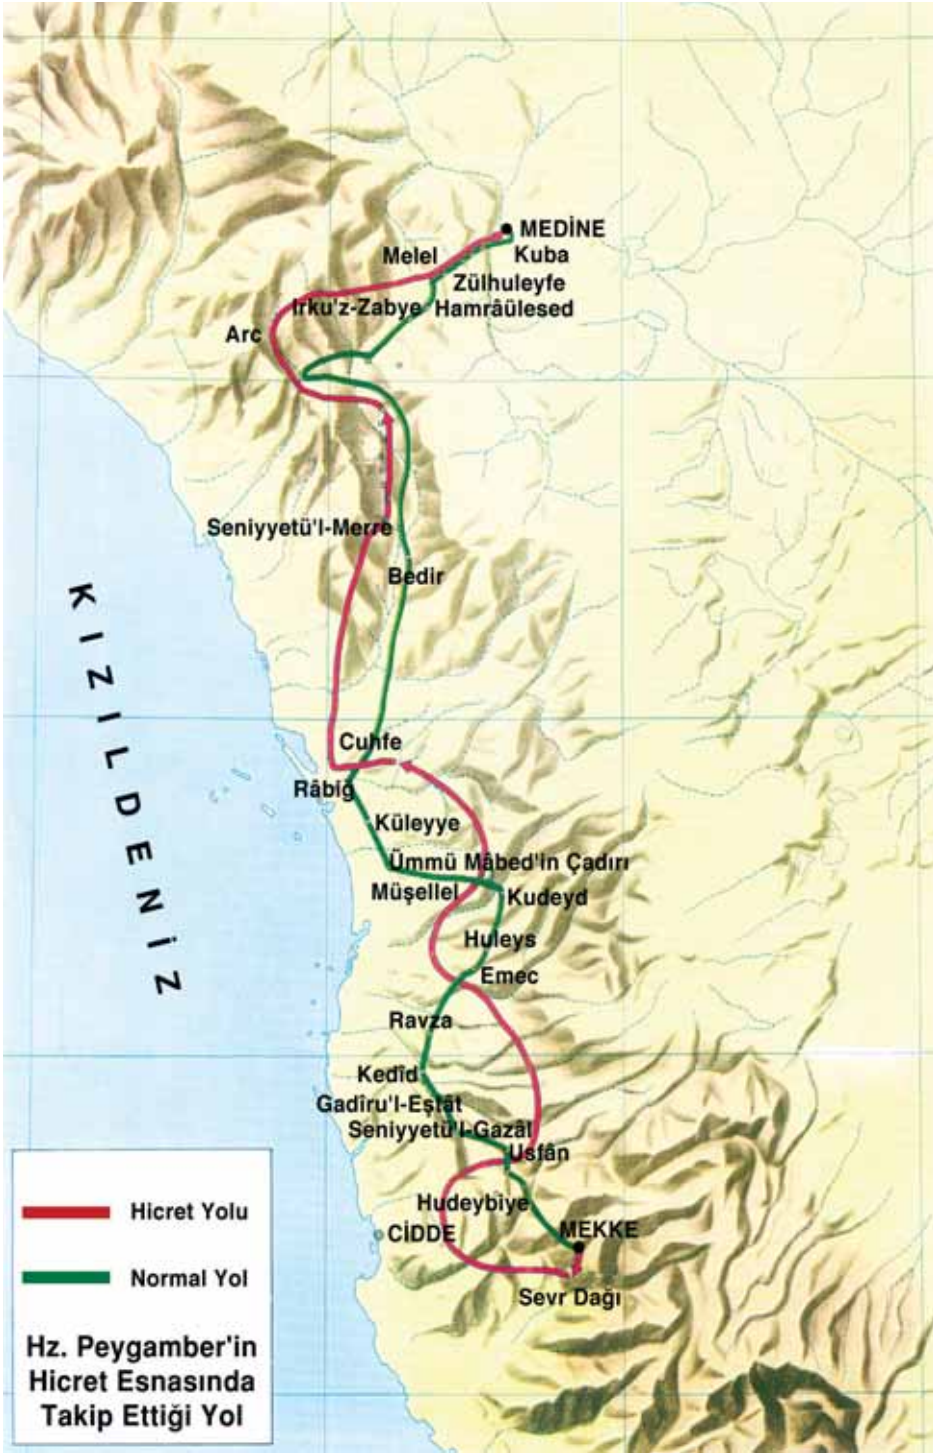 MEDİNE
Kuba
Melel
Zülhuleyfe
Irku'z-Zabye
Hamrâülesed
Arc
Seniyyetü'l-Merre
Bedir
KIZILDENİZ
Cuhfe
Râbiğ
Küleyye
Ümmü Mâbed'in Çadırı
Müşellel
Kudeyd
Huleys
Emec
Ravza
Kedîd
Gadîru'l-Eştât
Seniyyetü'l-Gazâl
Usfân
Hudeybiye
CİDDE
MEKKE
Sevr Dağı
Hicret Yolu
Normal Yol
Hz. Peygamber'in
Hicret Esnasında
Takip Ettiği Yol